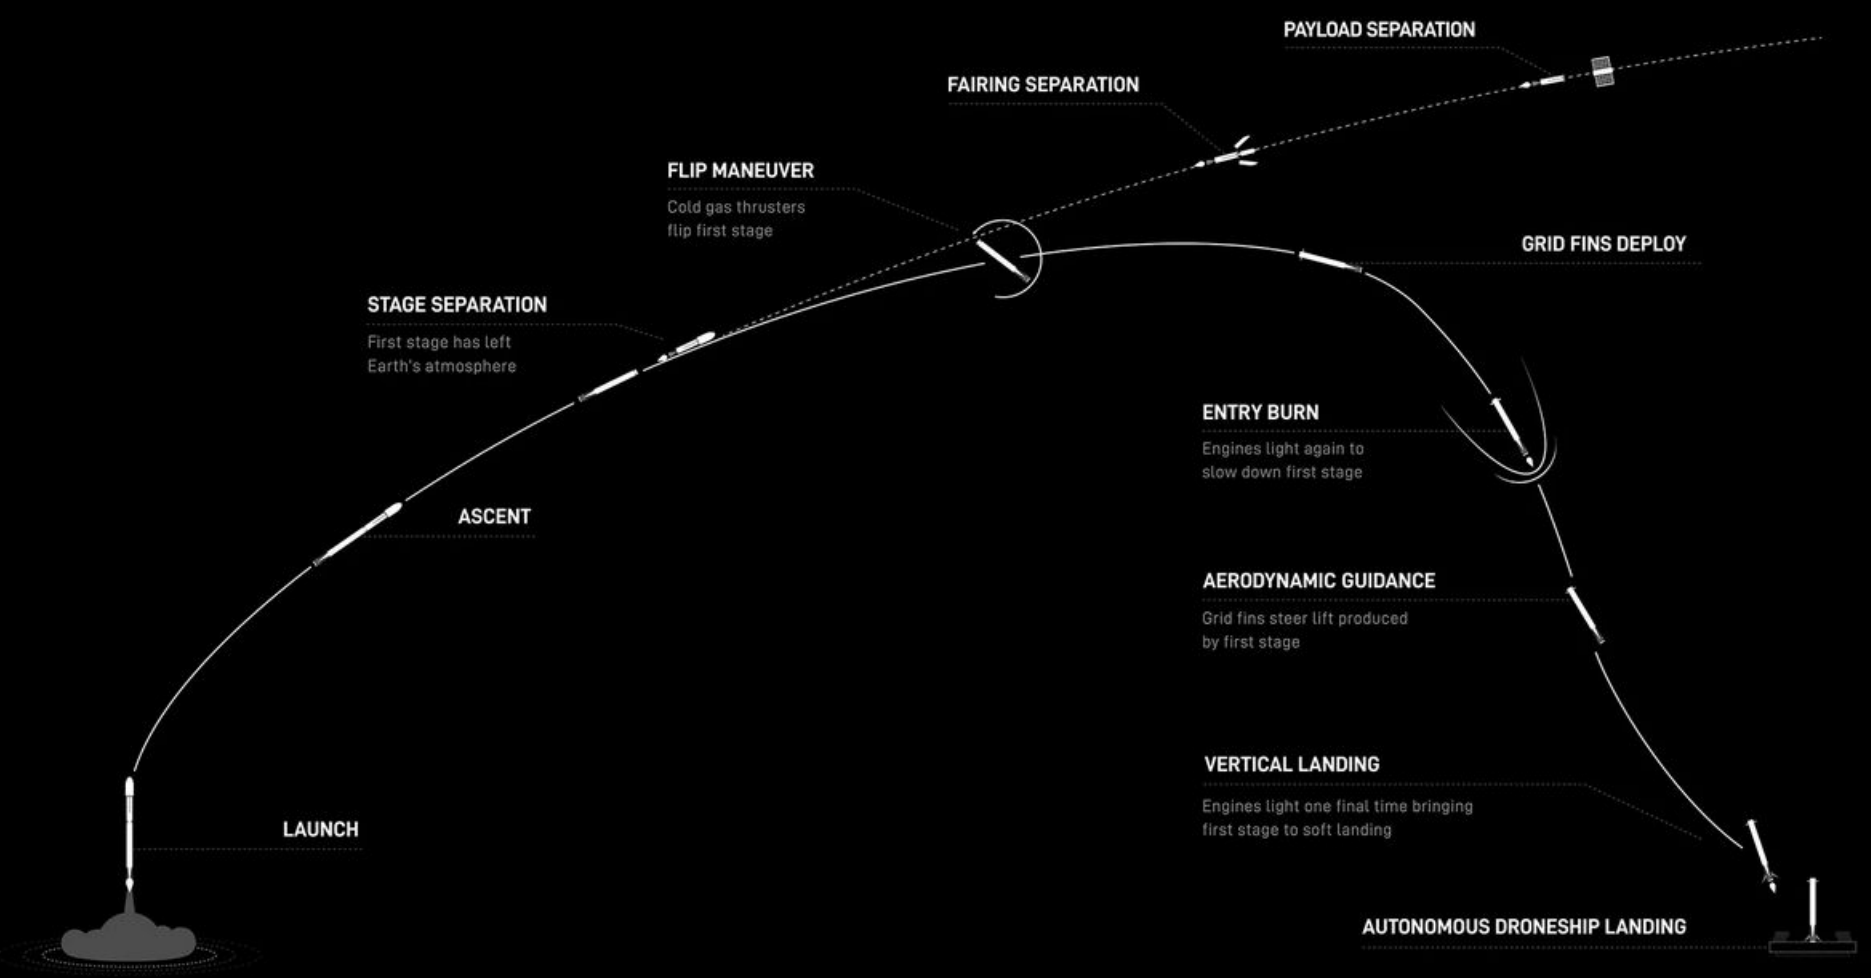 PAYLOAD SEPARATION
FAIRING SEPARATION
FLIP MANEUVER
Cold gas thrusters
flip first stage
GRID FINS DEPLOY
STAGE SEPARATION
First stage has left
Earth's atmosphere
ENTRY BURN
Engines light again to
slow down first stage
ASCENT
AERODYNAMIC GUIDANCE
Grid fins steer lift produced
by first stage
VERTICAL LANDING
Engines light one final time bringing
first stage to soft landing
LAUNCH
AUTONOMOUS DRONESHIP LANDING